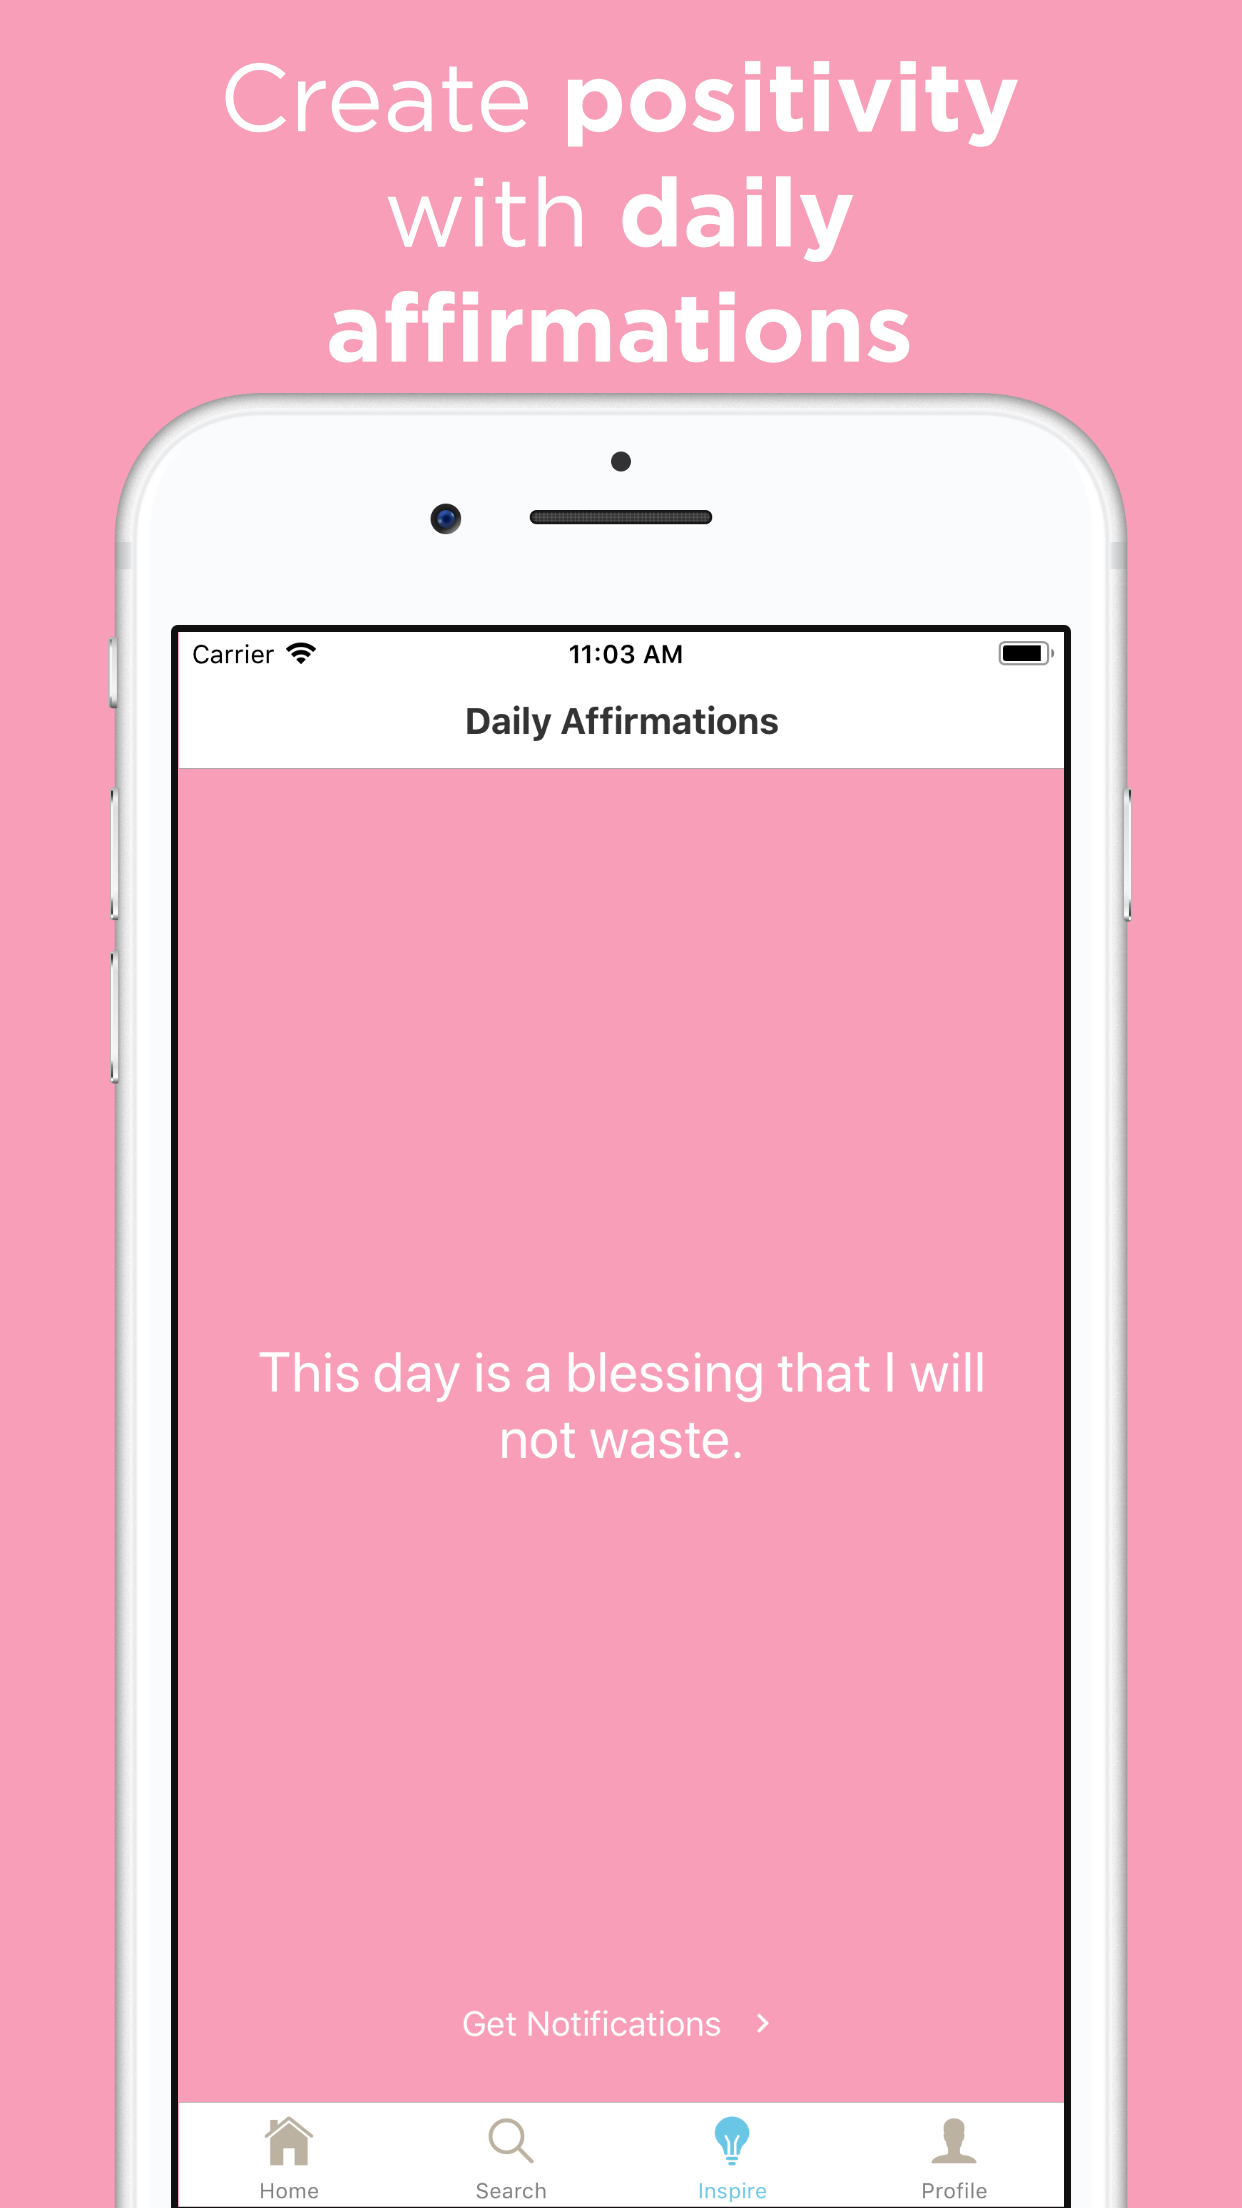 Create positivity
with daily
affirmations
Carrier 11:03 AM
Daily Affirmations
This day is a blessing that I will
not waste.
Get Notifications
Home Search Inspire Profile